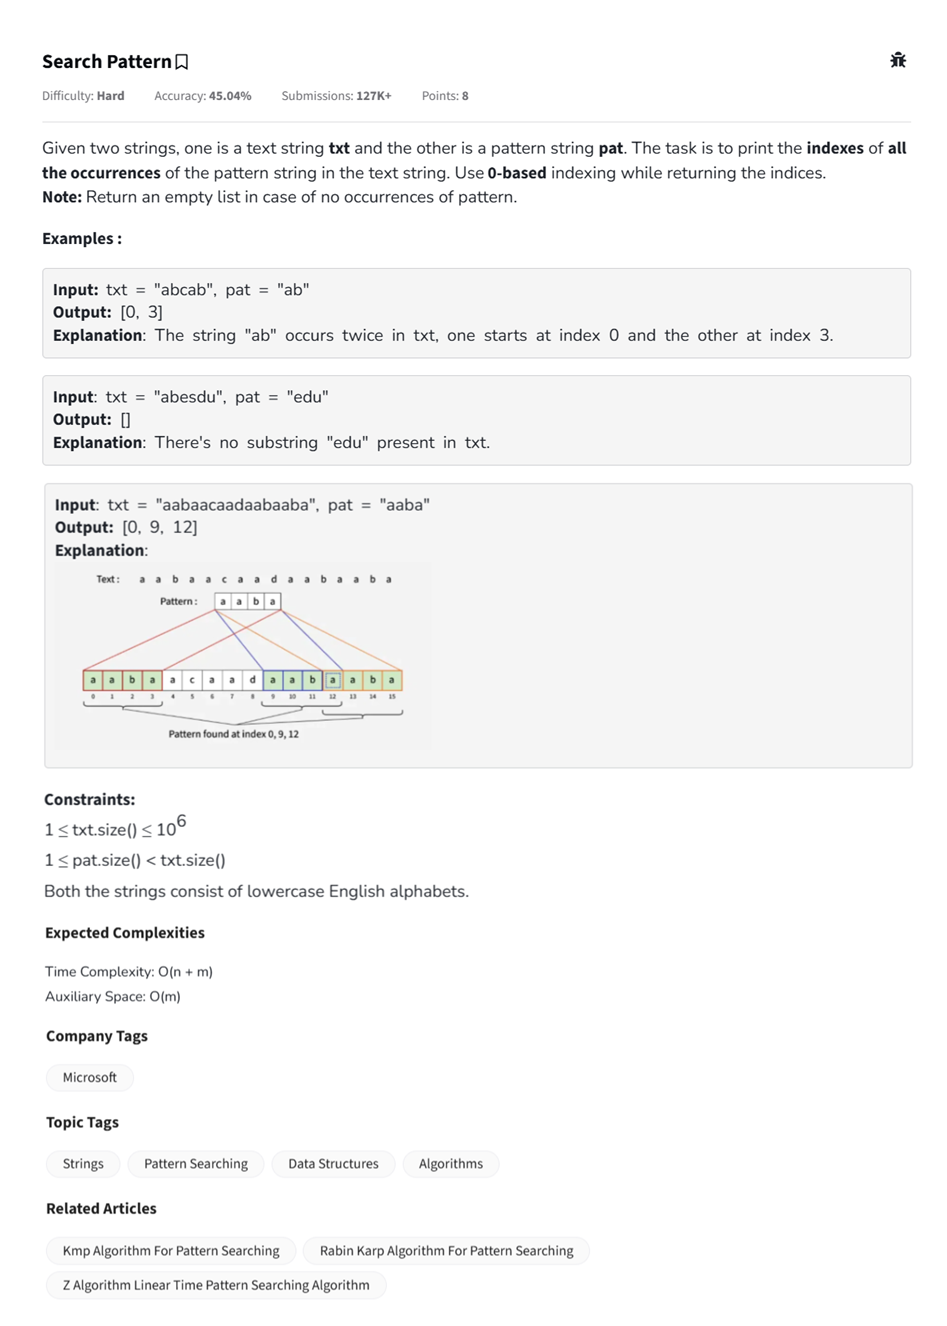 Search Pattern
Difficulty: Hard Accuracy: 45.04% Submissions: 127K+ Points: 8
Given two strings, one is a text string txt and the other is a pattern string pat. The task is to print the indexes of all
the occurrences of the pattern string in the text string. Use 0-based indexing while returning the indices.
Note: Return an empty list in case of no occurrences of pattern.
Examples :
Input: txt = "abcab", pat = "ab"
Output: [0, 3]
Explanation: The string "ab" occurs twice in txt, one starts at index 0 and the other at index 3.
Input: txt = "abesdu", pat = "edu"
Output: []
Explanation: There's no substring "edu" present in txt.
Input: txt = "aabaacaadaabaaba", pat = "aaba"
Output: [0, 9, 12]
Explanation:
Text : a a b a a c a a d a a b a a b a
Pattern : a a b a
a a b a a c a a d a a b a a b a
0 1 2 3 4 5 6 7 8 9 10 11 12 13 14 15
Pattern found at index 0, 9, 12
Constraints:
1 ≤ txt.size() ≤ 10^6
1 ≤ pat.size() < txt.size()
Both the strings consist of lowercase English alphabets.
Expected Complexities
Time Complexity: O(n + m)
Auxiliary Space: O(m)
Company Tags
Microsoft
Topic Tags
Strings Pattern Searching Data Structures Algorithms
Related Articles
Kmp Algorithm For Pattern Searching Rabin Karp Algorithm For Pattern Searching
Z Algorithm Linear Time Pattern Searching Algorithm